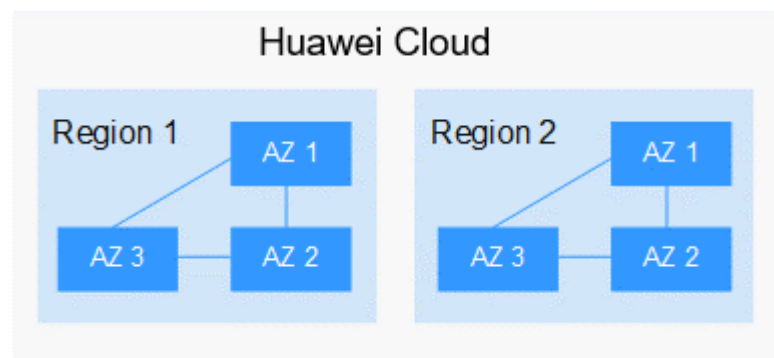 Huawei Cloud
Region 1
AZ 1
AZ 3
AZ 2
Region 2
AZ 1
AZ 3
AZ 2